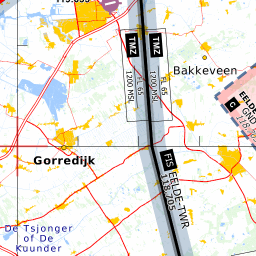 TMZ
FL 65
1200 MSL
TMZ
FL 65
1200 MSL
Bakkeveen
EELDE
GND
C
Gorredijk
FIS
EELDE-TWR
118.705
De Tsjonger
of De
Kuunder